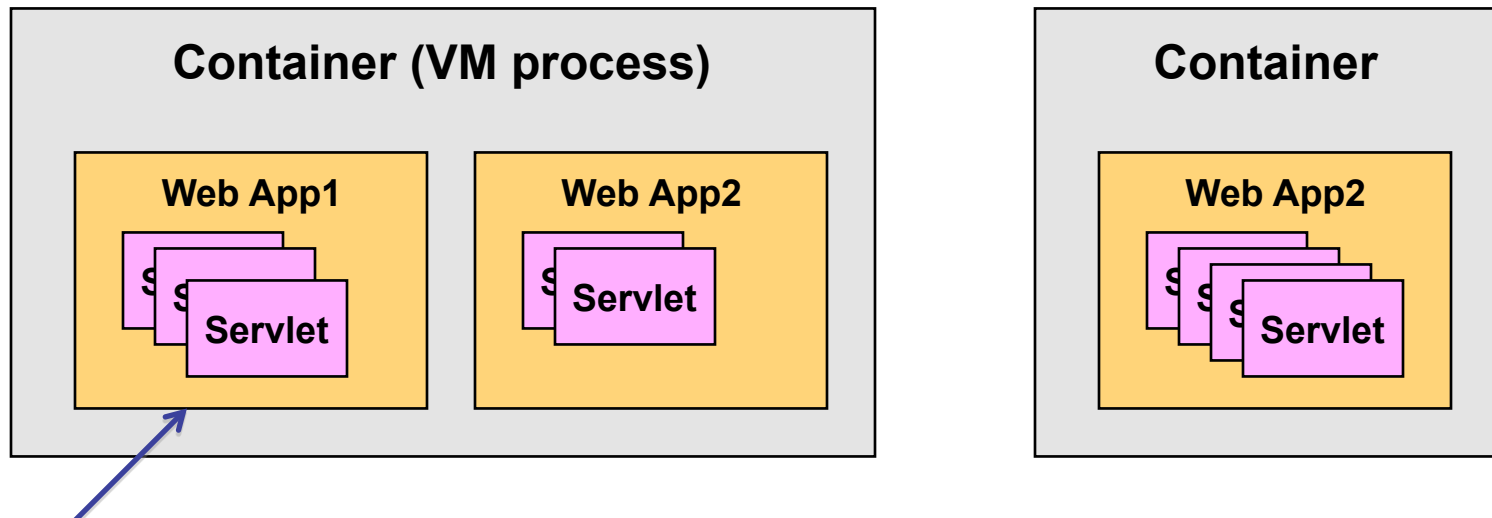 Container (VM process)
Container
Web App1
Web App2
Web App2
S
S
Servlet
S
Servlet
S
S
S
Servlet